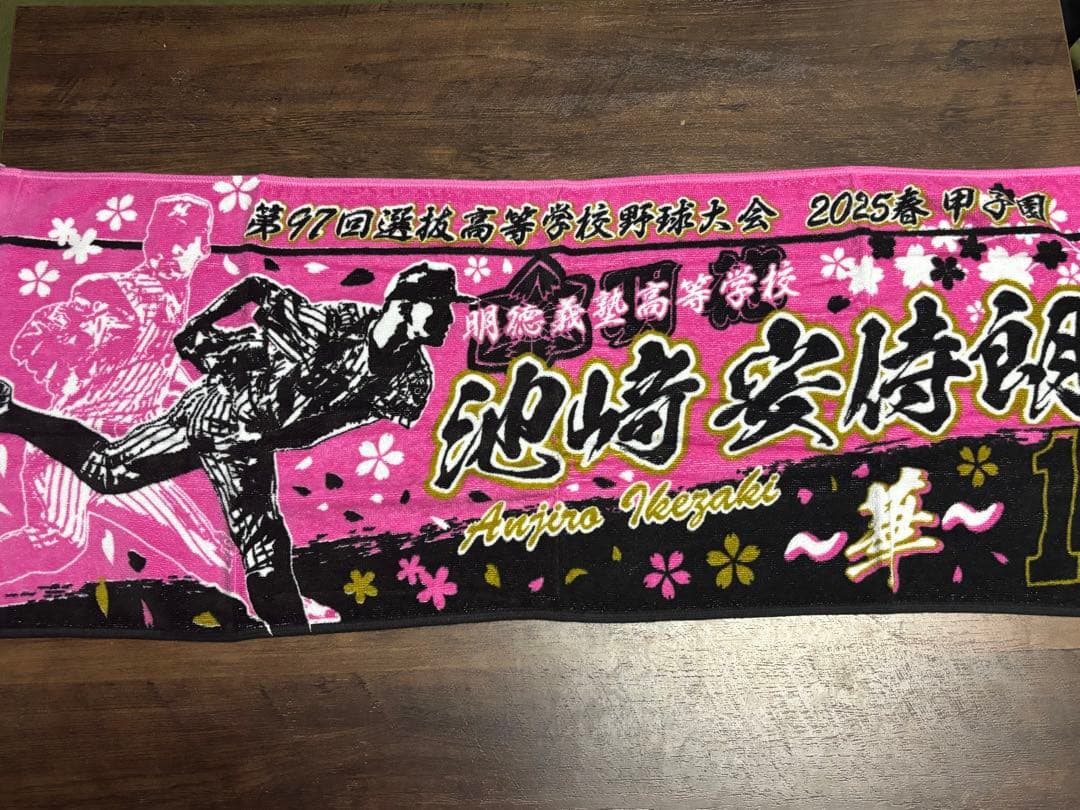 第97回選抜高等学校野球大会 2025春 甲子園
明徳義塾高等学校
池崎 安侍朗
Anjiro Ikezaki
〜華〜
1
M